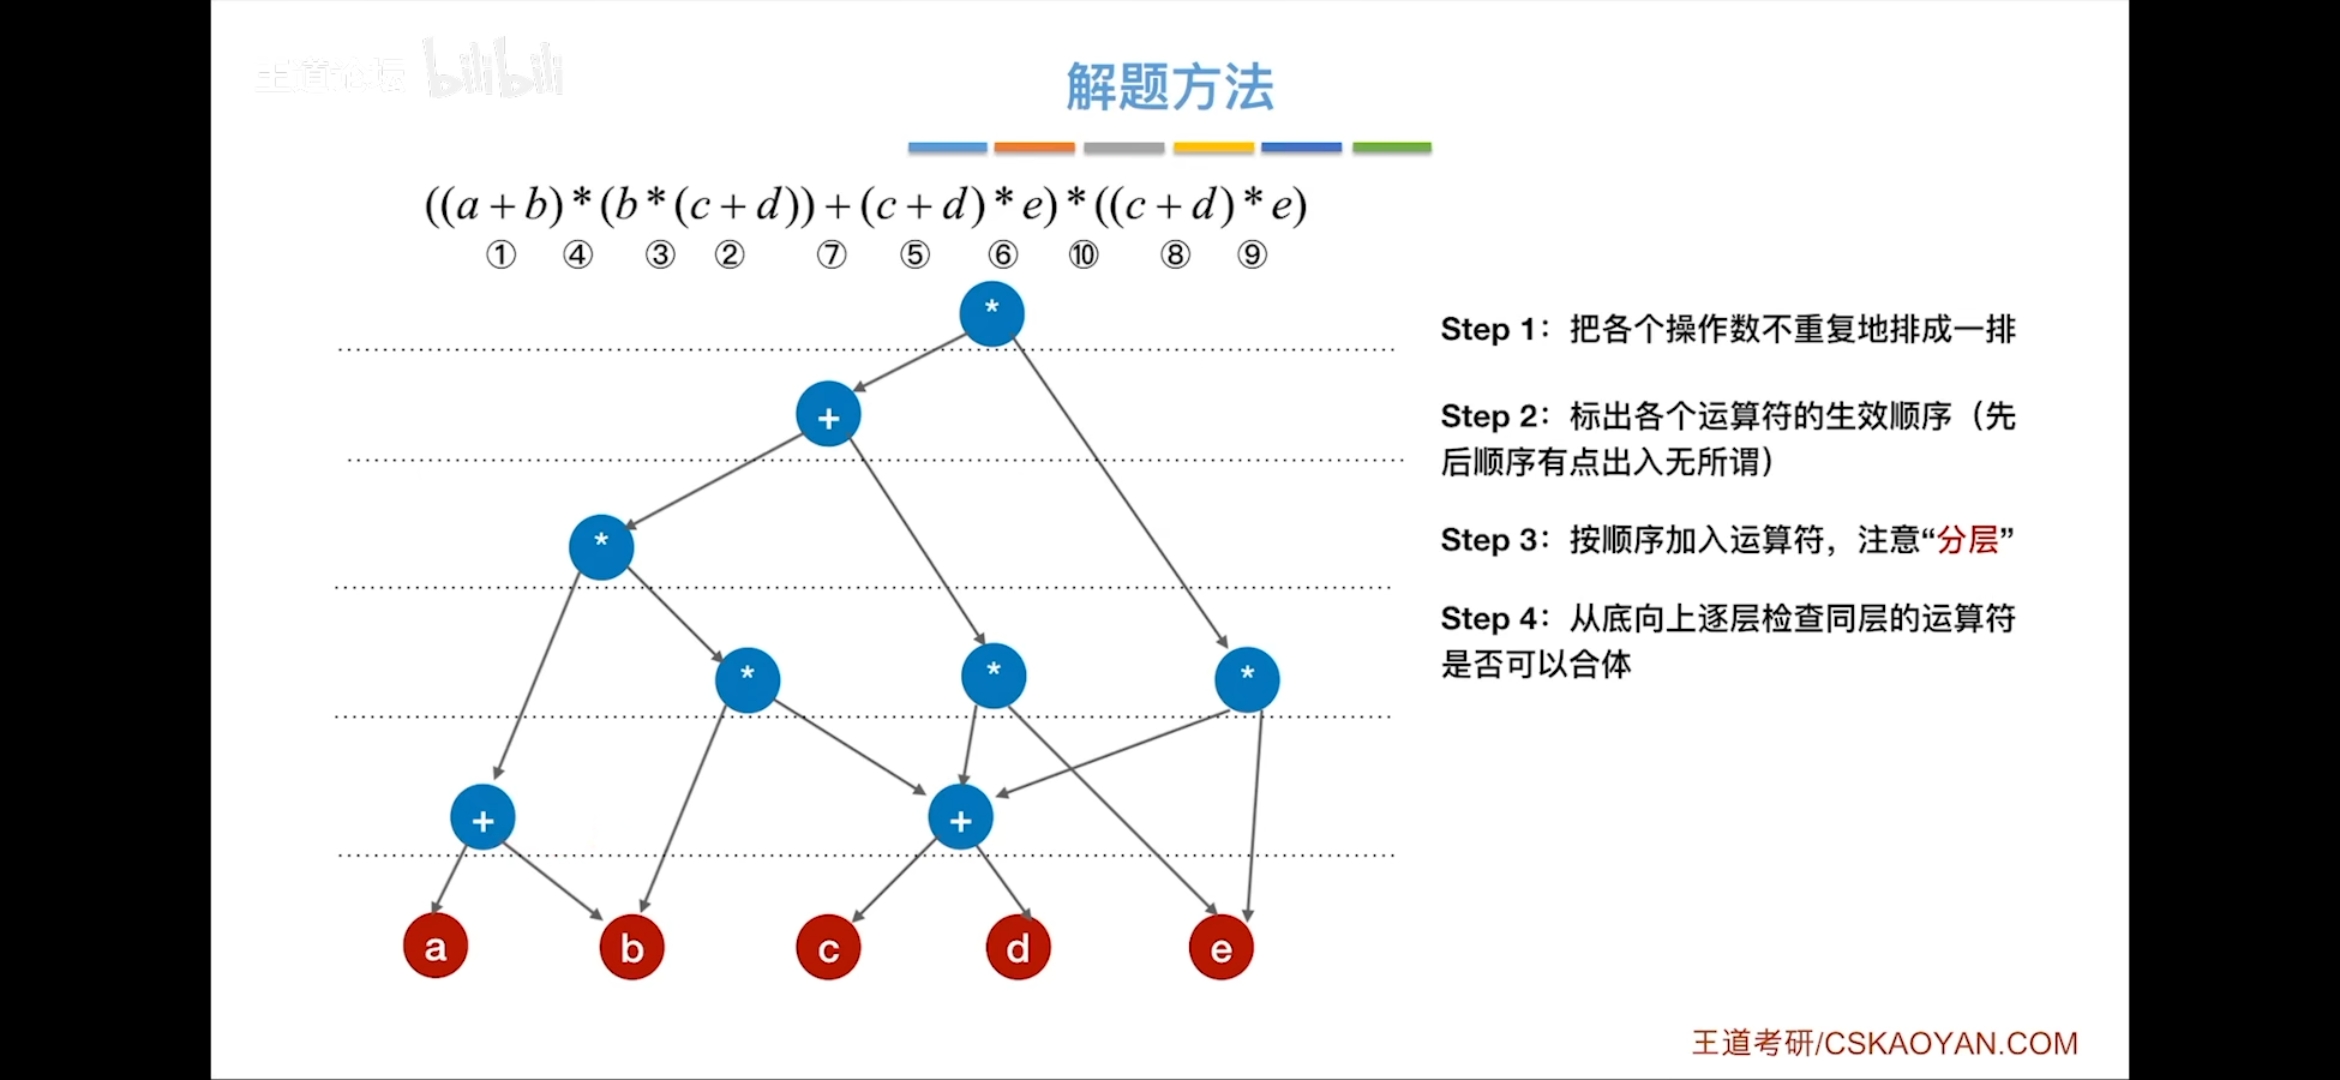 王道论坛 bilibili
解题方法
((a+b)*(b*(c+d))+(c+d)*e)*((c+d)*e)
① ④ ③ ② ⑦ ⑤ ⑥ ⑩ ⑧ ⑨
*
Step 1：把各个操作数不重复地排成一排
+
Step 2：标出各个运算符的生效顺序（先
后顺序有点出入无所谓）
*
Step 3：按顺序加入运算符，注意“分层”
Step 4：从底向上逐层检查同层的运算符
是否可以合体
* * *
+ +
a b c d e
王道考研/CSKAOYAN.COM